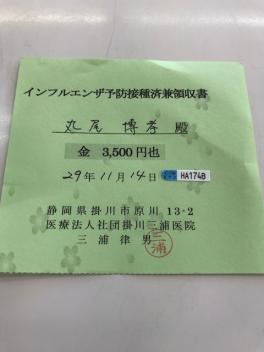 インフルエンザ予防接種済兼領収書
丸尾 博孝 殿
金 3,500円也
29年11月14日 HA174B
静岡県掛川市原川 13-2
医療法人社団掛川三浦医院
三浦律男
三浦